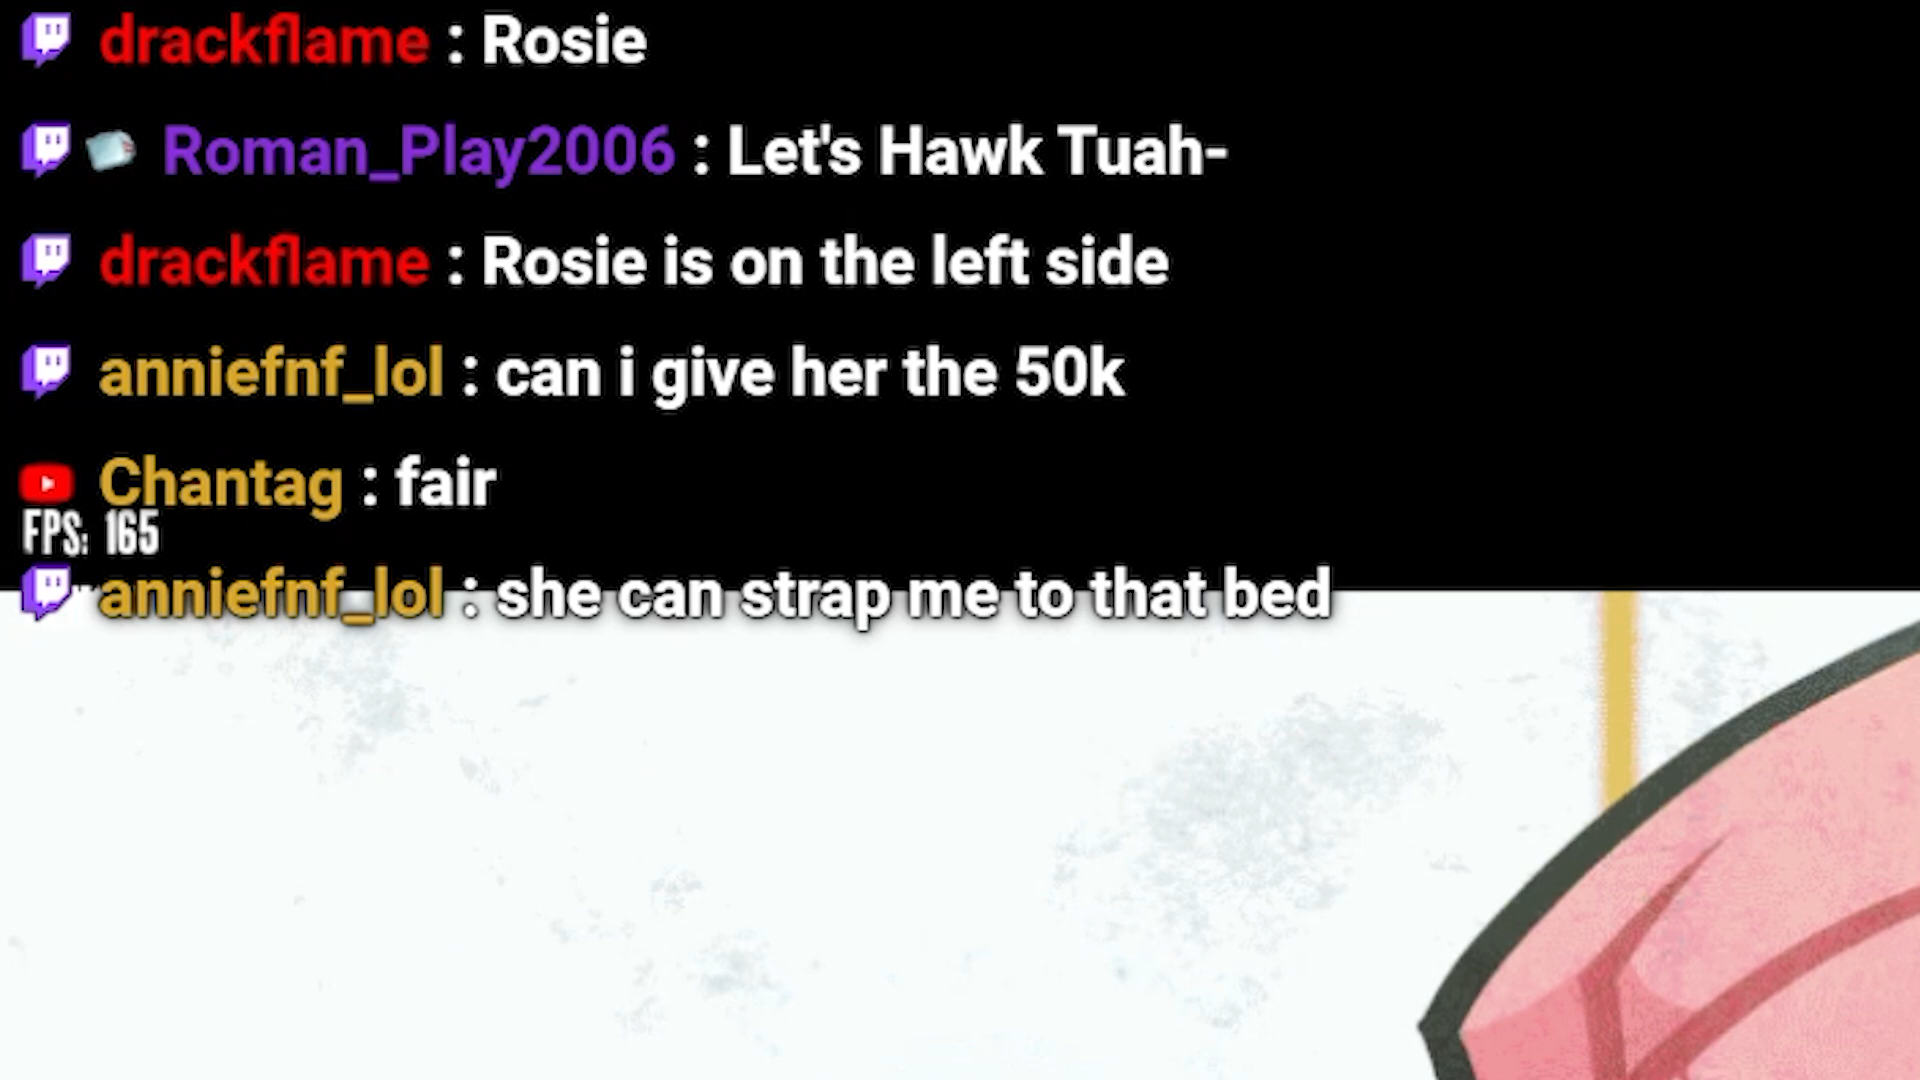 drackflame : Rosie
Roman_Play2006 : Let's Hawk Tuah-
drackflame : Rosie is on the left side
anniefnf_lol : can i give her the 50k
Chantag : fair
FPS: 165
anniefnf_lol : she can strap me to that bed